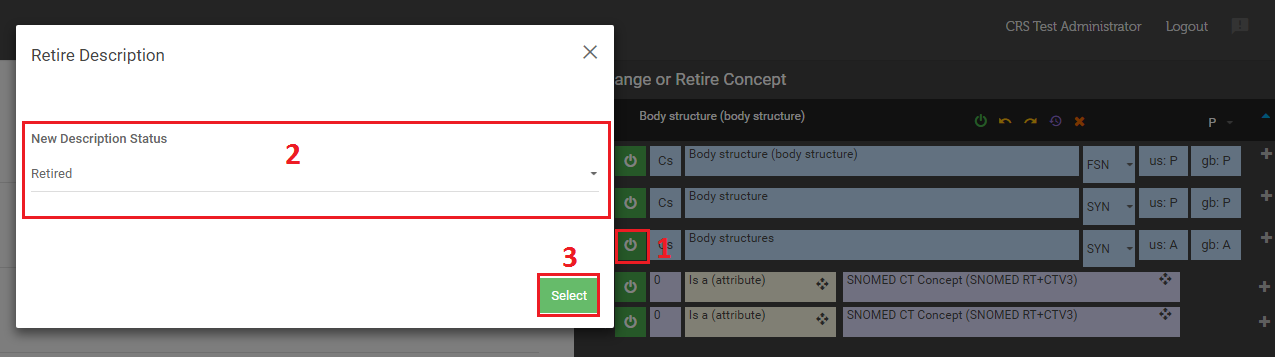 CRS Test Administrator Logout
Retire Description
ange or Retire Concept
Body structure (body structure) P
New Description Status
2
Retired
Cs Body structure (body structure) FSN us: P gb: P
Cs Body structure SYN us: P gb: P
1 Cs Body structures SYN us: A gb: A
3
Select
0 Is a (attribute) SNOMED CT Concept (SNOMED RT+CTV3)
0 Is a (attribute) SNOMED CT Concept (SNOMED RT+CTV3)